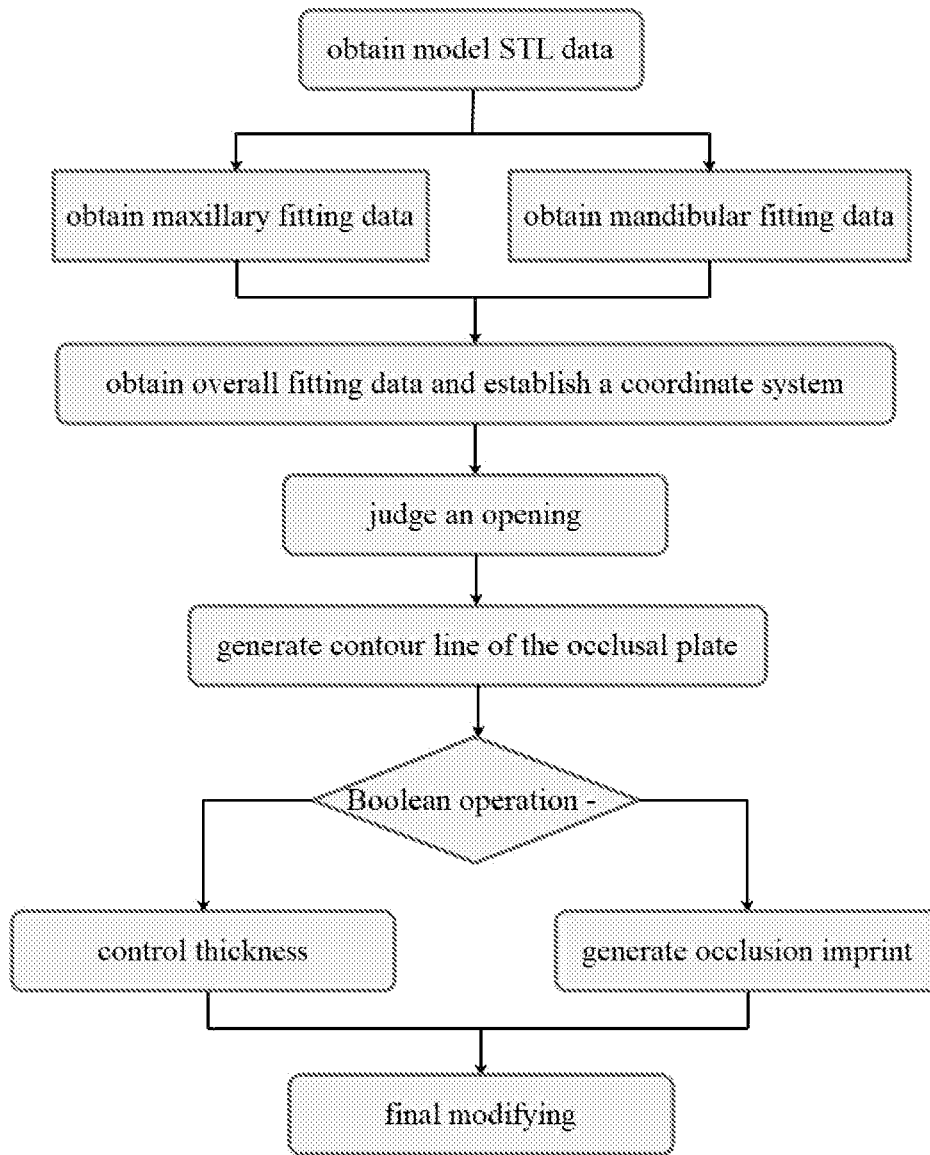 obtain model STL data
obtain maxillary fitting data
obtain mandibular fitting data
obtain overall fitting data and establish a coordinate system
judge an opening
generate contour line of the occlusal plate
Boolean operation -
control thickness
generate occlusion imprint
final modifying